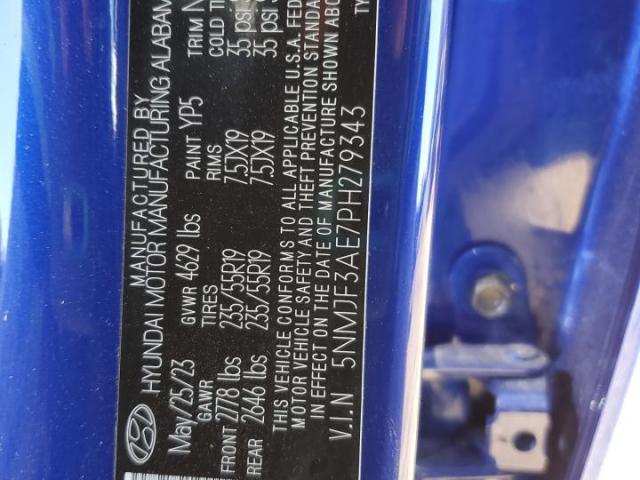 MANUFACTURED BY
HYUNDAI MOTOR MANUFACTURING ALABAM
May/25/23 GVWR 4629 lbs PAINT YP5 TRIM
GAWR TIRES RIMS COLD TI
FRONT 2778 lbs 235/55R19 7.5JX19 35 psi
REAR 2646 lbs 235/55R19 7.5JX19 35 psi
THIS VEHICLE CONFORMS TO ALL APPLICABLE U.S.A. FED
MOTOR VEHICLE SAFETY AND THEFT PREVENTION STANDA
IN EFFECT ON THE DATE OF MANUFACTURE SHOWN ABOV
V.I.N 5NMJF3AE7PH279343 TY